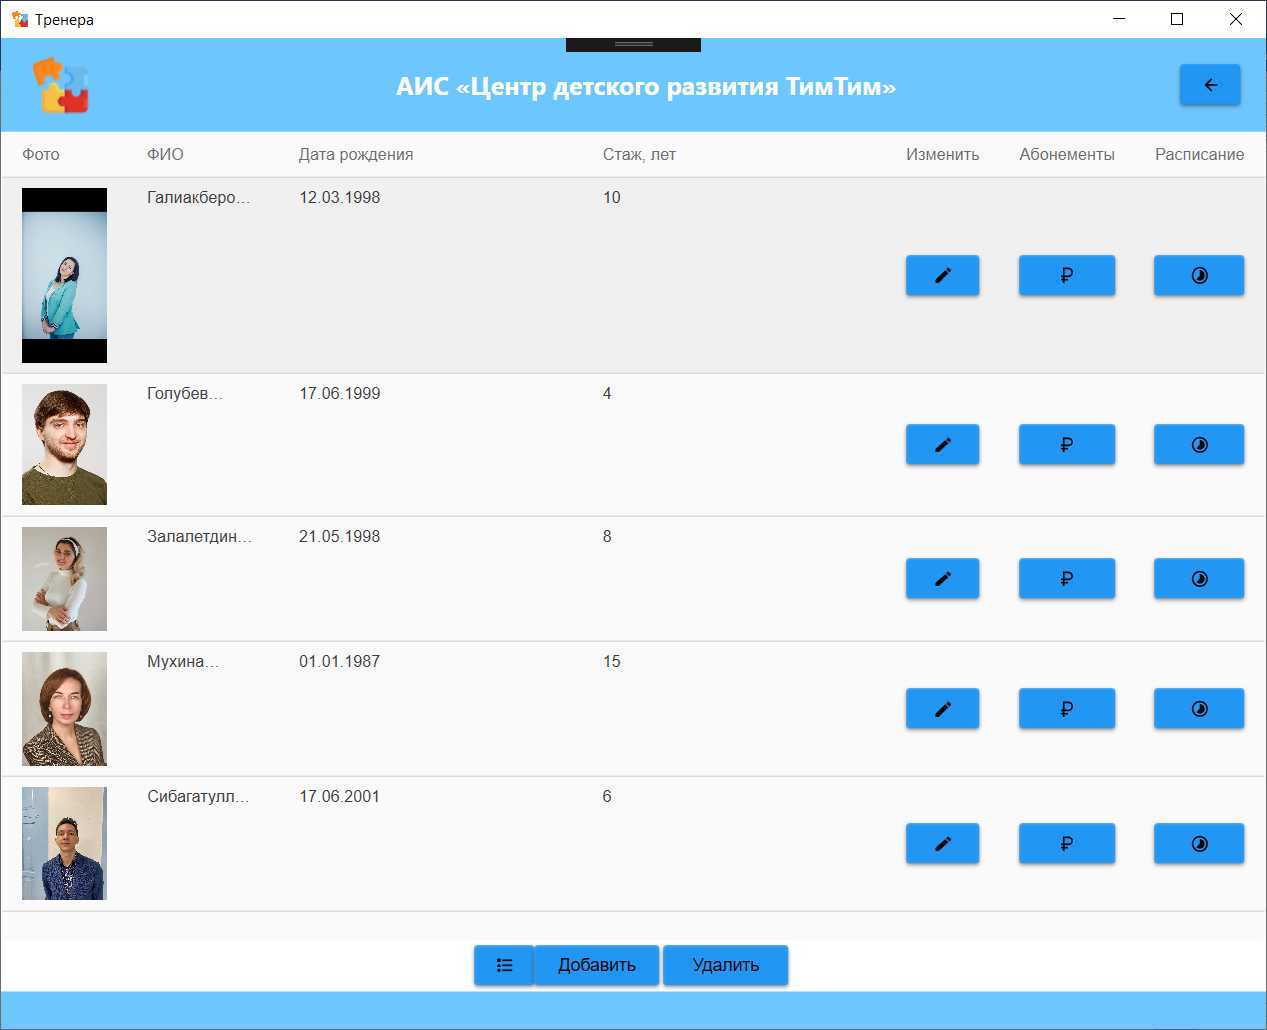 Тренера
АИС «Центр детского развития ТимТим»
Фото ФИО Дата рождения Стаж, лет Изменить Абонементы Расписание
Галиакберо... 12.03.1998 10
₽
Голубев... 17.06.1999 4
₽
Залалетдин... 21.05.1998 8
₽
Мухина... 01.01.1987 15
₽
Сибагатулл... 17.06.2001 6
₽
Добавить Удалить